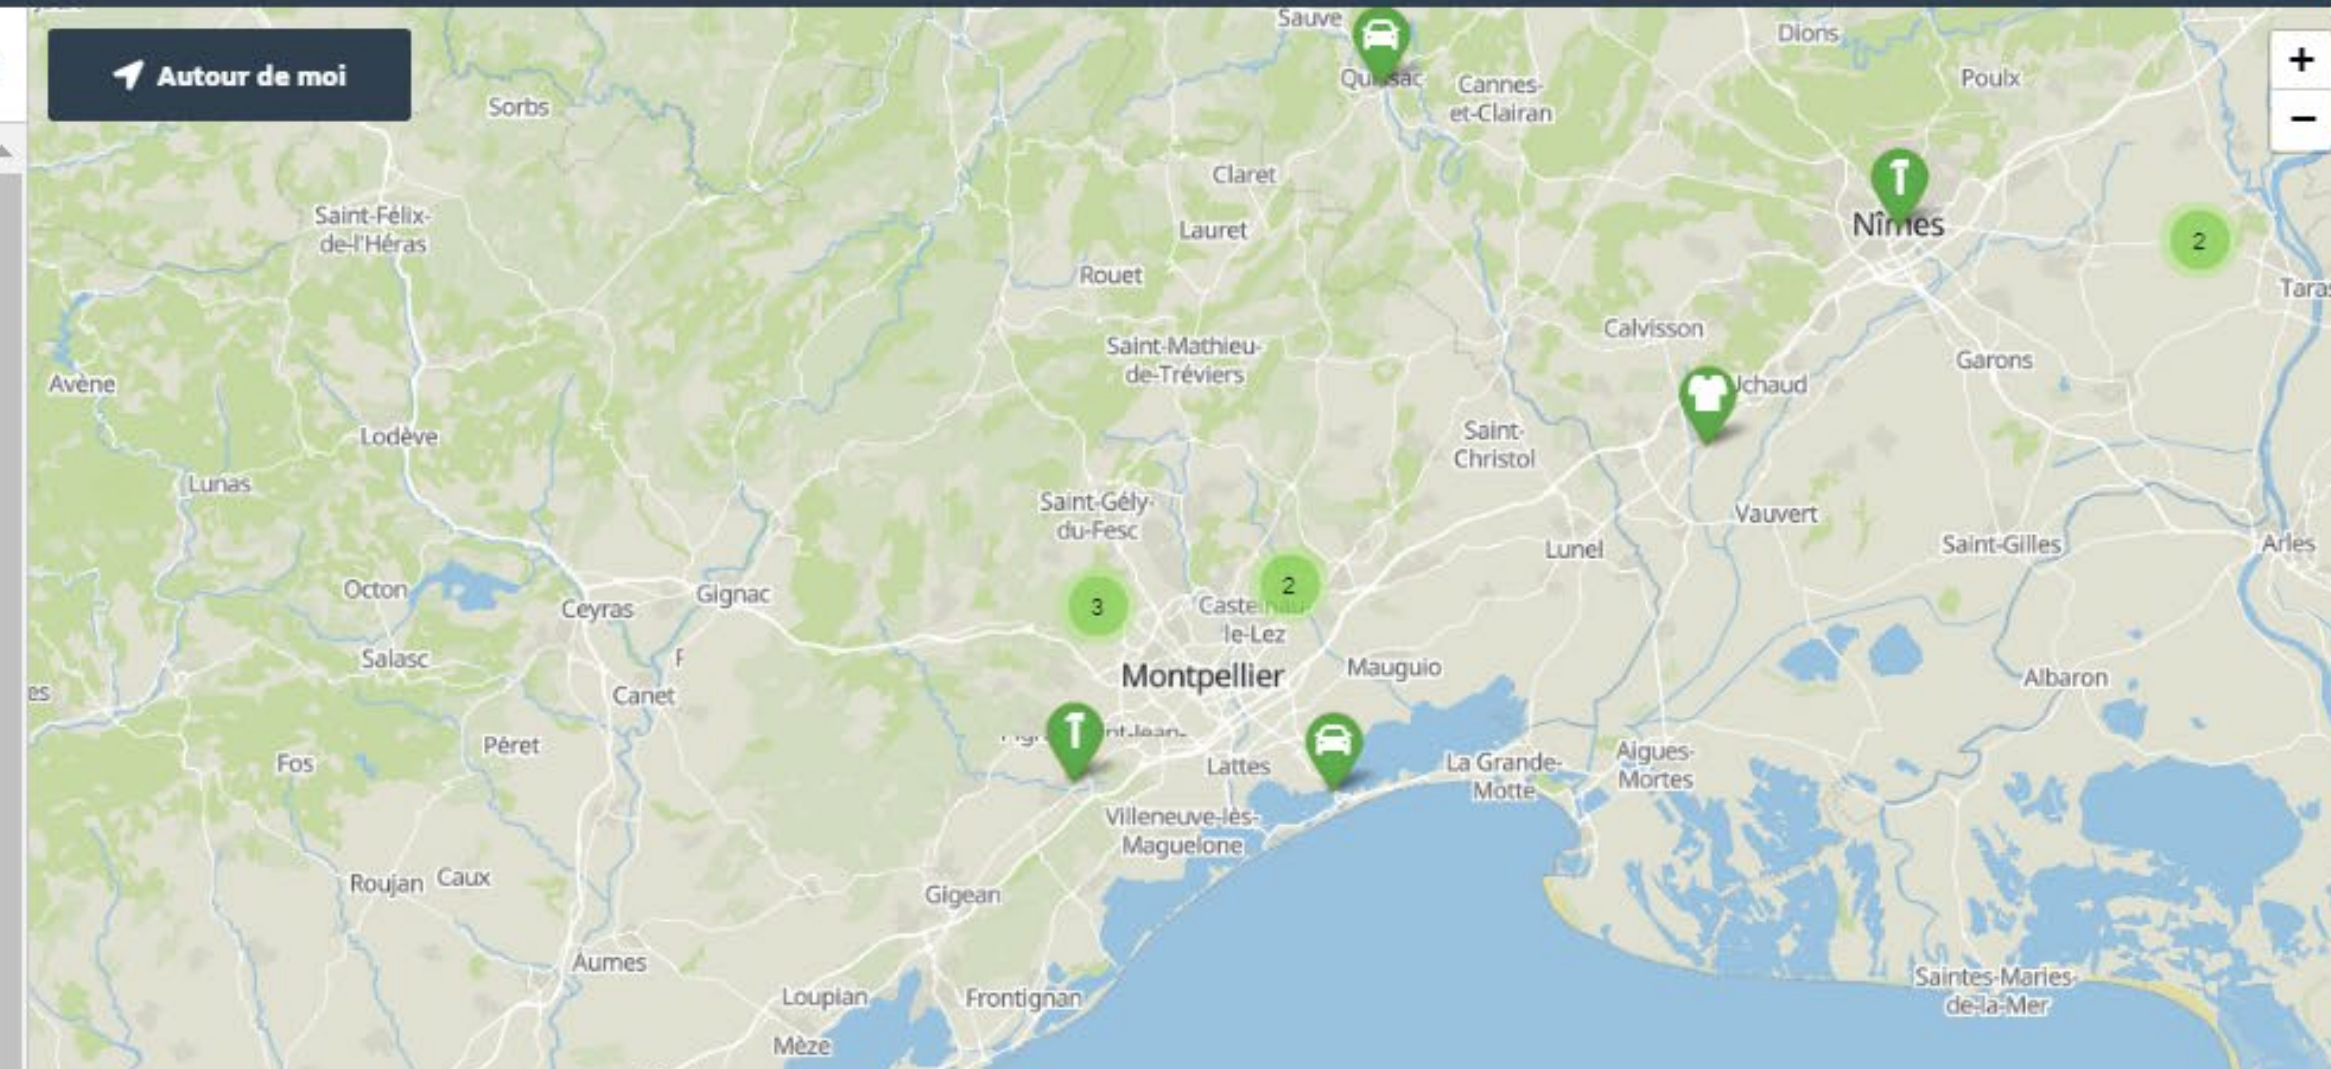 Sauve
Dions
Autour de moi
+
Poulx
Cannes-
et-Clairan
Sorbs
−
Claret
Saint-Félix-
de-l'Héras
Nîmes
Lauret
2
Rouet
Calvisson
Saint-Mathieu-
de-Tréviers
Garons
Avène
Lodève
Saint-
Christol
Lunas
Saint-Gély-
du-Fesc
Vauvert
Lunel
Saint-Gilles
Arles
Octon
Ceyras
Gignac
3
2
le-Lez
Salasc
Montpellier
Mauguio
Canet
Albaron
Péret
Fos
Lattes
La Grande-
Motte
Aigues-
Mortes
Villeneuve-lès-
Maguelone
Roujan
Caux
Gigean
Aumes
Loupian
Frontignan
Saintes-Maries-
de-la-Mer
Mèze